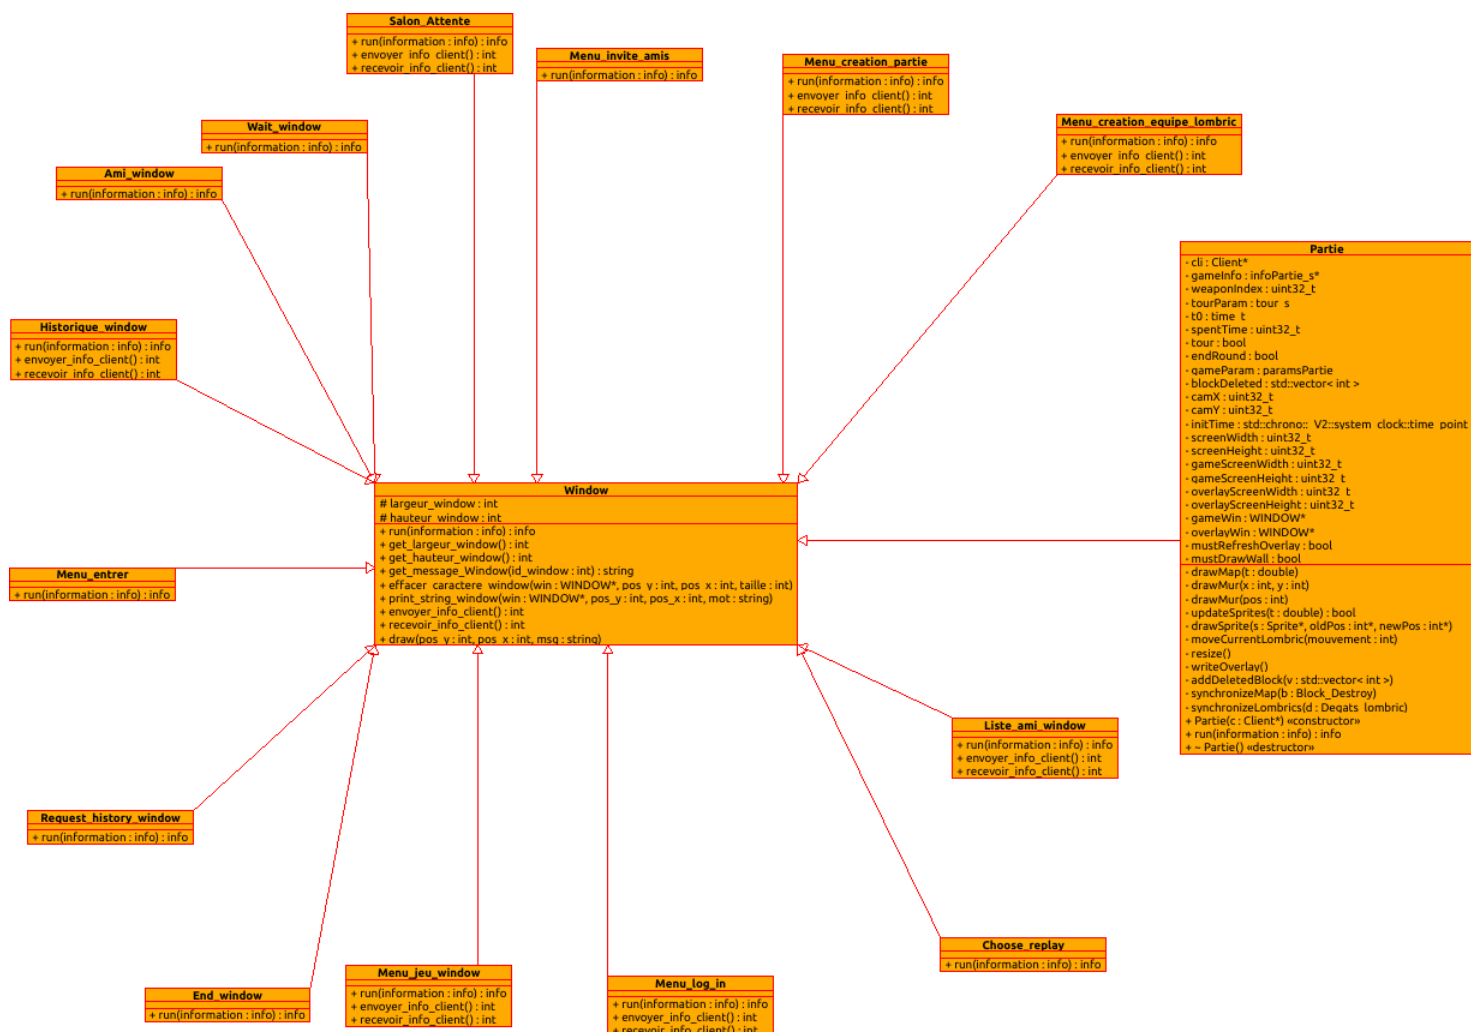 Salon_Attente
+ run(information : info) : info
+ envoyer_info_client() : int
+ recevoir_info_client() : int
Menu_invite_amis
+ run(information : info) : info
Menu_creation_partie
+ run(information : info) : info
+ envoyer_info_client() : int
+ recevoir_info_client() : int
Menu_creation_equipe_lombric
+ run(information : info) : info
+ envoyer_info_client() : int
+ recevoir_info_client() : int
Wait_window
+ run(information : info) : info
Ami_window
+ run(information : info) : info
Historique_window
+ run(information : info) : info
+ envoyer_info_client() : int
+ recevoir_info_client() : int
Partie
- cli : Client*
- gameInfo : infoPartie_s*
- weaponIndex : uint32_t
- tourParam : tour_s
- t0 : time_t
- spentTime : uint32_t
- tour : bool
- endRound : bool
- gameParam : paramsPartie
- blockDeleted : std::vector< int >
- camX : uint32_t
- camY : uint32_t
- initTime : std::chrono::_V2::system_clock::time_point
- screenWidth : uint32_t
- screenHeight : uint32_t
- gameScreenWidth : uint32_t
- gameScreenHeight : uint32_t
- overlayScreenWidth : uint32_t
- overlayScreenHeight : uint32_t
- gameWin : WINDOW*
- overlayWin : WINDOW*
- mustRefreshOverlay : bool
- mustDrawWall : bool
- drawMap(t : double)
- drawMur(x : int, y : int)
- drawMur(pos : int)
- updateSprites(t : double) : bool
- drawSprite(s : Sprite*, oldPos : int*, newPos : int*)
- moveCurrentLombric(mouvement : int)
- resize()
- writeOverlay()
- addDeletedBlock(v : std::vector< int >)
- synchronizeMap(b : Block_Destroy)
- synchronizeLombrics(d : Degats_lombric)
+ Partie(c : Client*) «constructor»
+ run(information : info) : info
+ ~ Partie() «destructor»
Window
# largeur_window : int
# hauteur_window : int
+ run(information : info) : info
+ get_largeur_window() : int
+ get_hauteur_window() : int
+ get_message_Window(id_window : int) : string
+ effacer_caractere_window(win : WINDOW*, pos_y : int, pos_x : int, taille : int)
+ print_string_window(win : WINDOW*, pos_y : int, pos_x : int, mot : string)
+ envoyer_info_client() : int
+ recevoir_info_client() : int
+ draw(pos_y : int, pos_x : int, msg : string)
Menu_entrer
+ run(information : info) : info
Liste_ami_window
+ run(information : info) : info
+ envoyer_info_client() : int
+ recevoir_info_client() : int
Request_history_window
+ run(information : info) : info
Choose_replay
+ run(information : info) : info
End_window
+ run(information : info) : info
Menu_jeu_window
+ run(information : info) : info
+ envoyer_info_client() : int
+ recevoir_info_client() : int
Menu_log_in
+ run(information : info) : info
+ envoyer_info_client() : int
+ recevoir_info_client() : int